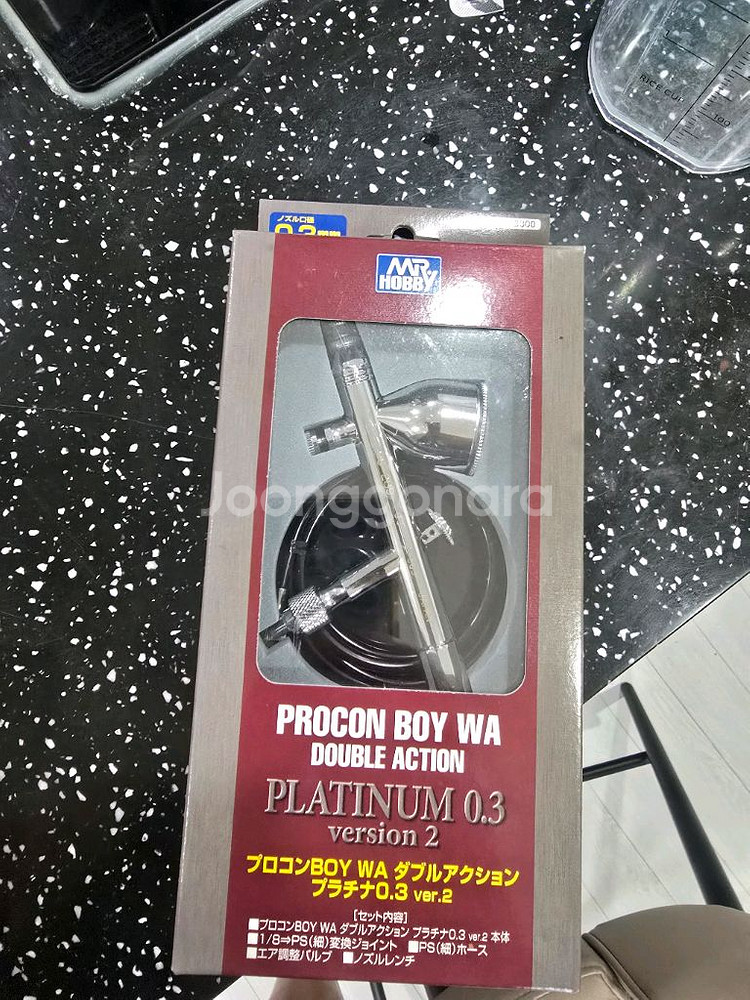 RICE CUP
100
ノズル口径
0.3mm
MR.
HOBBY
Joonggonara
PROCON BOY WA
DOUBLE ACTION
PLATINUM 0.3
version 2
プロコンBOY WA ダブルアクション
プラチナ0.3 ver.2
[セット内容]
■プロコンBOY WA ダブルアクション プラチナ0.3 ver.2 本体
■1/8⇒PS(細)変換ジョイント ■PS(細)ホース
■エア調整バルブ ■ノズルレンチ